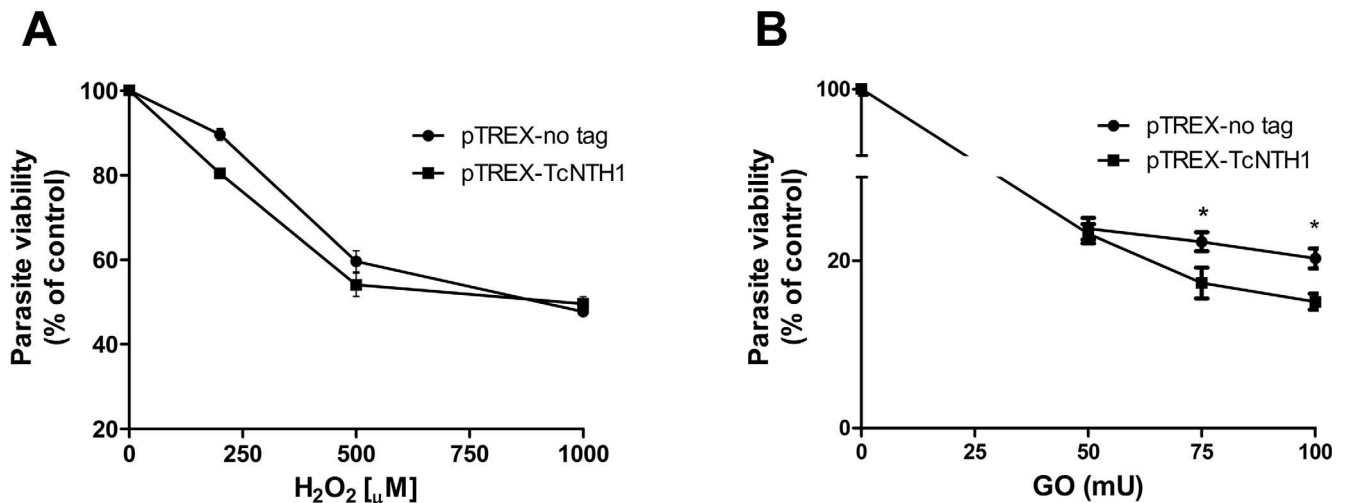 A
100
80
60
40
20
0
250
500
750
1000
Parasite viability
(% of control)
H₂O₂ [μM]
pTREX-no tag
pTREX-TcNTH1
B
100
20
0
0
50
75
100
Parasite viability
(% of control)
GO (mU)
pTREX-no tag
pTREX-TcNTH1
*
*